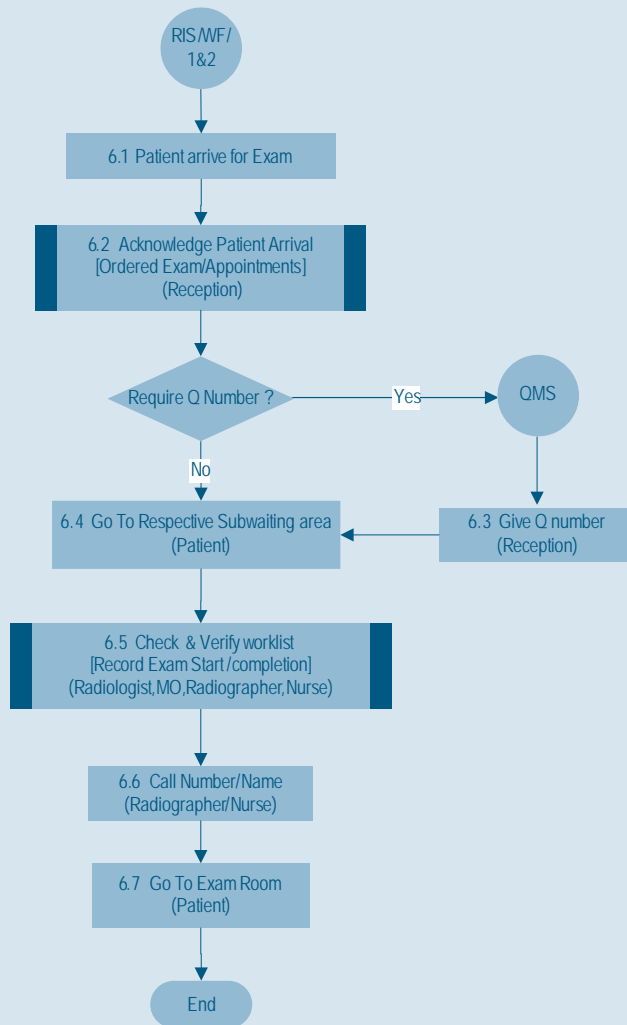 RIS/WF/
1&2
6.1 Patient arrive for Exam
6.2 Acknowledge Patient Arrival
[Ordered Exam/Appointments]
(Reception)
Require Q Number ?
Yes
QMS
No
6.3 Give Q number
(Reception)
6.4 Go To Respective Subwaiting area
(Patient)
6.5 Check & Verify worklist
[Record Exam Start/completion]
(Radiologist,MO,Radiographer,Nurse)
6.6 Call Number/Name
(Radiographer/Nurse)
6.7 Go To Exam Room
(Patient)
End